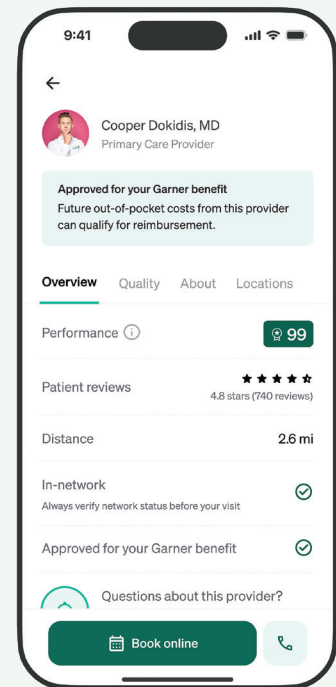 9:41
Cooper Dokidis, MD
Primary Care Provider
Approved for your Garner benefit
Future out-of-pocket costs from this provider
can qualify for reimbursement.
Overview Quality About Locations
Performance 99
Patient reviews
4.8 stars (740 reviews)
Distance 2.6 mi
In-network
Always verify network status before your visit
Approved for your Garner benefit
Questions about this provider?
Book online